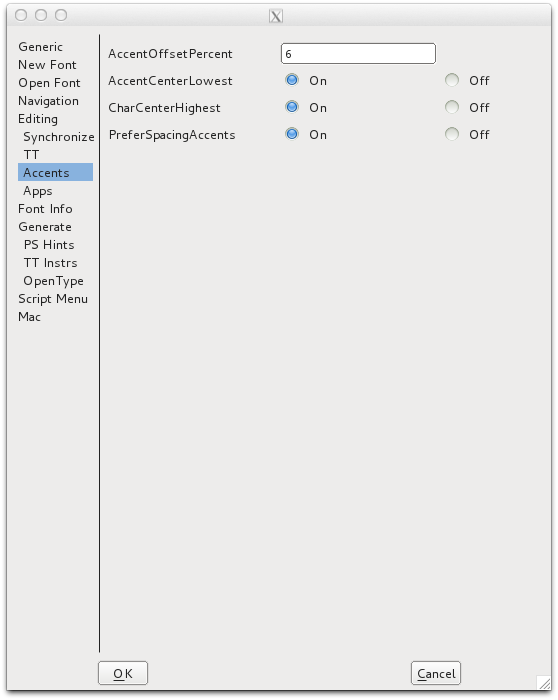 Generic
New Font
Open Font
Navigation
Editing
Synchronize
TT
Accents
Apps
Font Info
Generate
PS Hints
TT Instrs
OpenType
Script Menu
Mac
AccentOffsetPercent 6
AccentCenterLowest On Off
CharCenterHighest On Off
PreferSpacingAccents On Off
OK Cancel